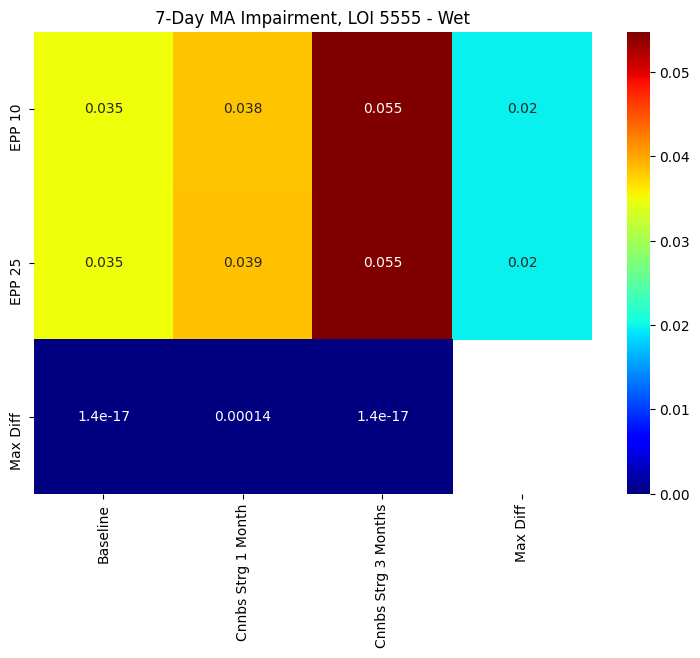 7-Day MA Impairment, LOI 5555 - Wet
EPP 10
0.035 0.038 0.055 0.02
EPP 25
0.035 0.039 0.055 0.02
Max Diff
1.4e-17 0.00014 1.4e-17
Baseline
Cnnbs Strg 1 Month
Cnnbs Strg 3 Months
Max Diff
0.05
0.04
0.03
0.02
0.01
0.00